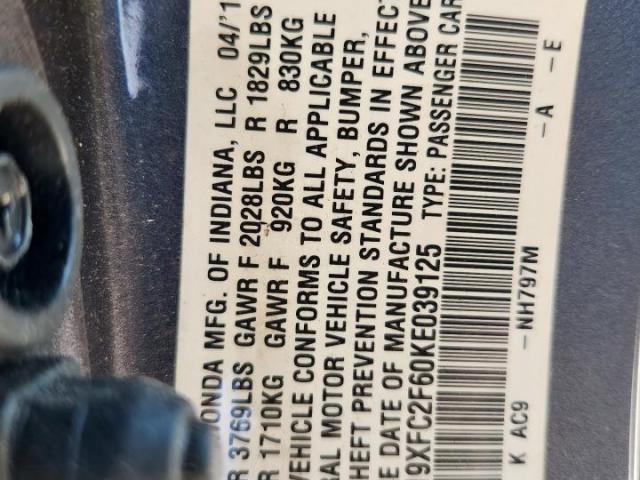 HONDA MFG. OF INDIANA, LLC 04/1
R 3769LBS GAWR F 2028LBS R 1829LBS
R 1710KG GAWR F 920KG R 830KG
VEHICLE CONFORMS TO ALL APPLICABLE
RAL MOTOR VEHICLE SAFETY, BUMPER,
HEFT PREVENTION STANDARDS IN EFFECT
E DATE OF MANUFACTURE SHOWN ABOVE
9XFC2F60KE039125 TYPE: PASSENGER CAR
K AC9 - NH797M - A - E